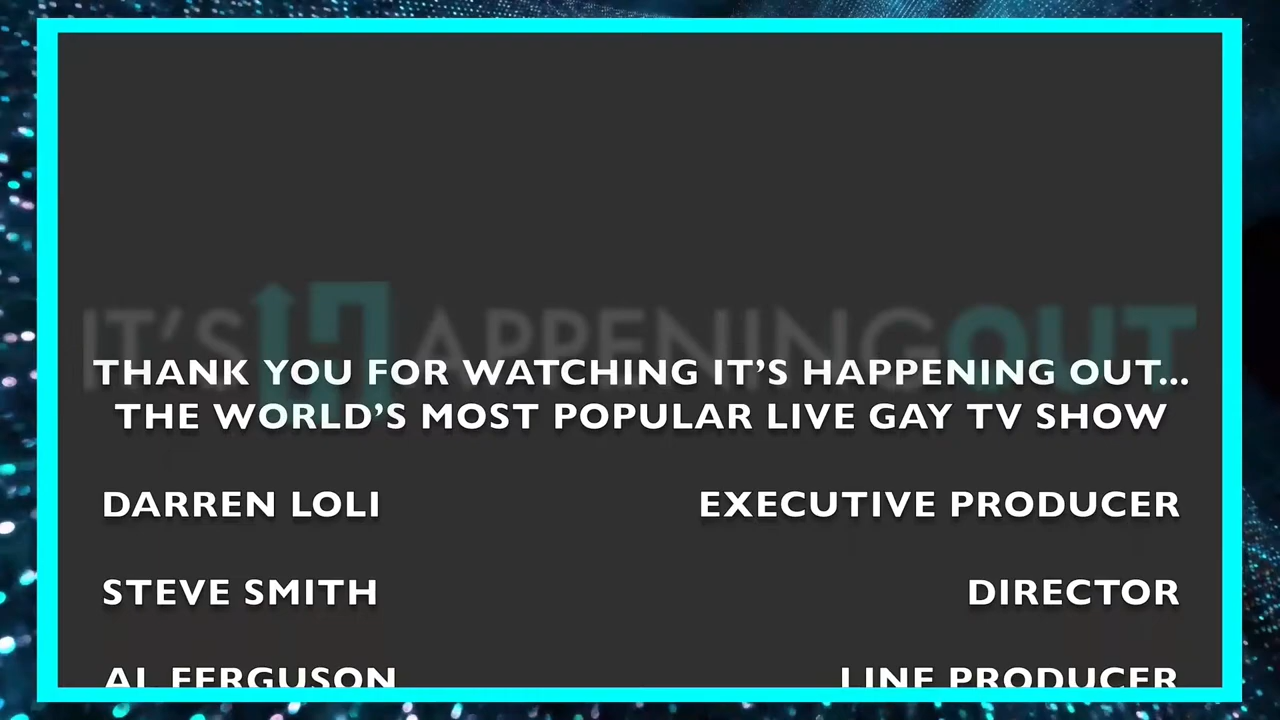 IT'S HAPPENING OUT
THANK YOU FOR WATCHING IT’S HAPPENING OUT...
THE WORLD’S MOST POPULAR LIVE GAY TV SHOW
DARREN LOLI EXECUTIVE PRODUCER
STEVE SMITH DIRECTOR
AL FERGUSON LINE PRODUCER